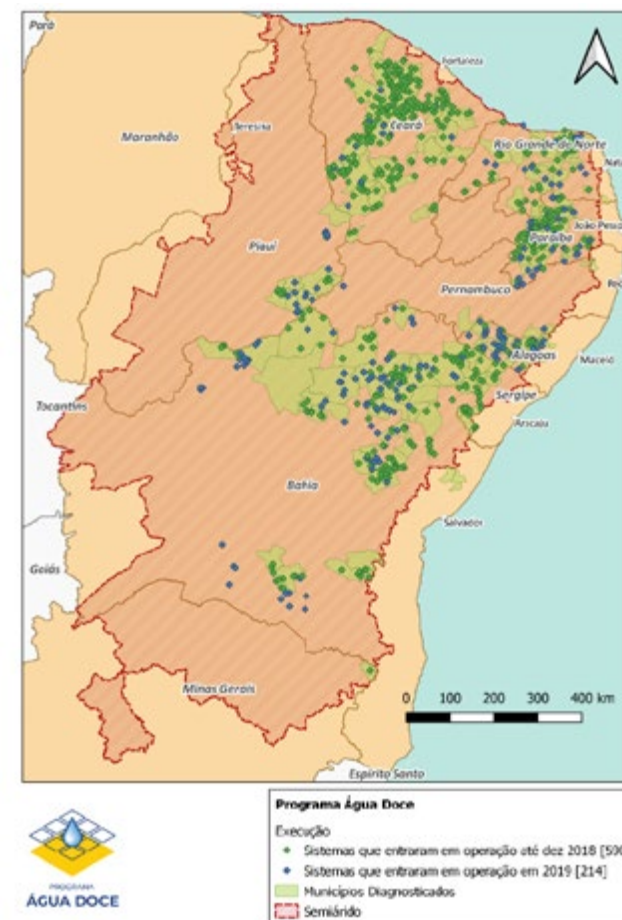 Pará
Fortaleza
Maranhão
Teresina
Ceará
Rio Grande do Norte
João
Paraíba
Piauí
Pernambuco
Alagoas
Maceió
Sergipe
Tocantins
Aracaju
Bahia
Salvador
Goiás
0 100 200 300 400 km
Minas Gerais
Espírito Santo
Programa Água Doce
Execução
Sistemas que entraram em operação até dez 2018
Sistemas que entraram em operação em 2019 [214]
Municípios Diagnosticados
Semiárido
PROGRAMA
ÁGUA DOCE